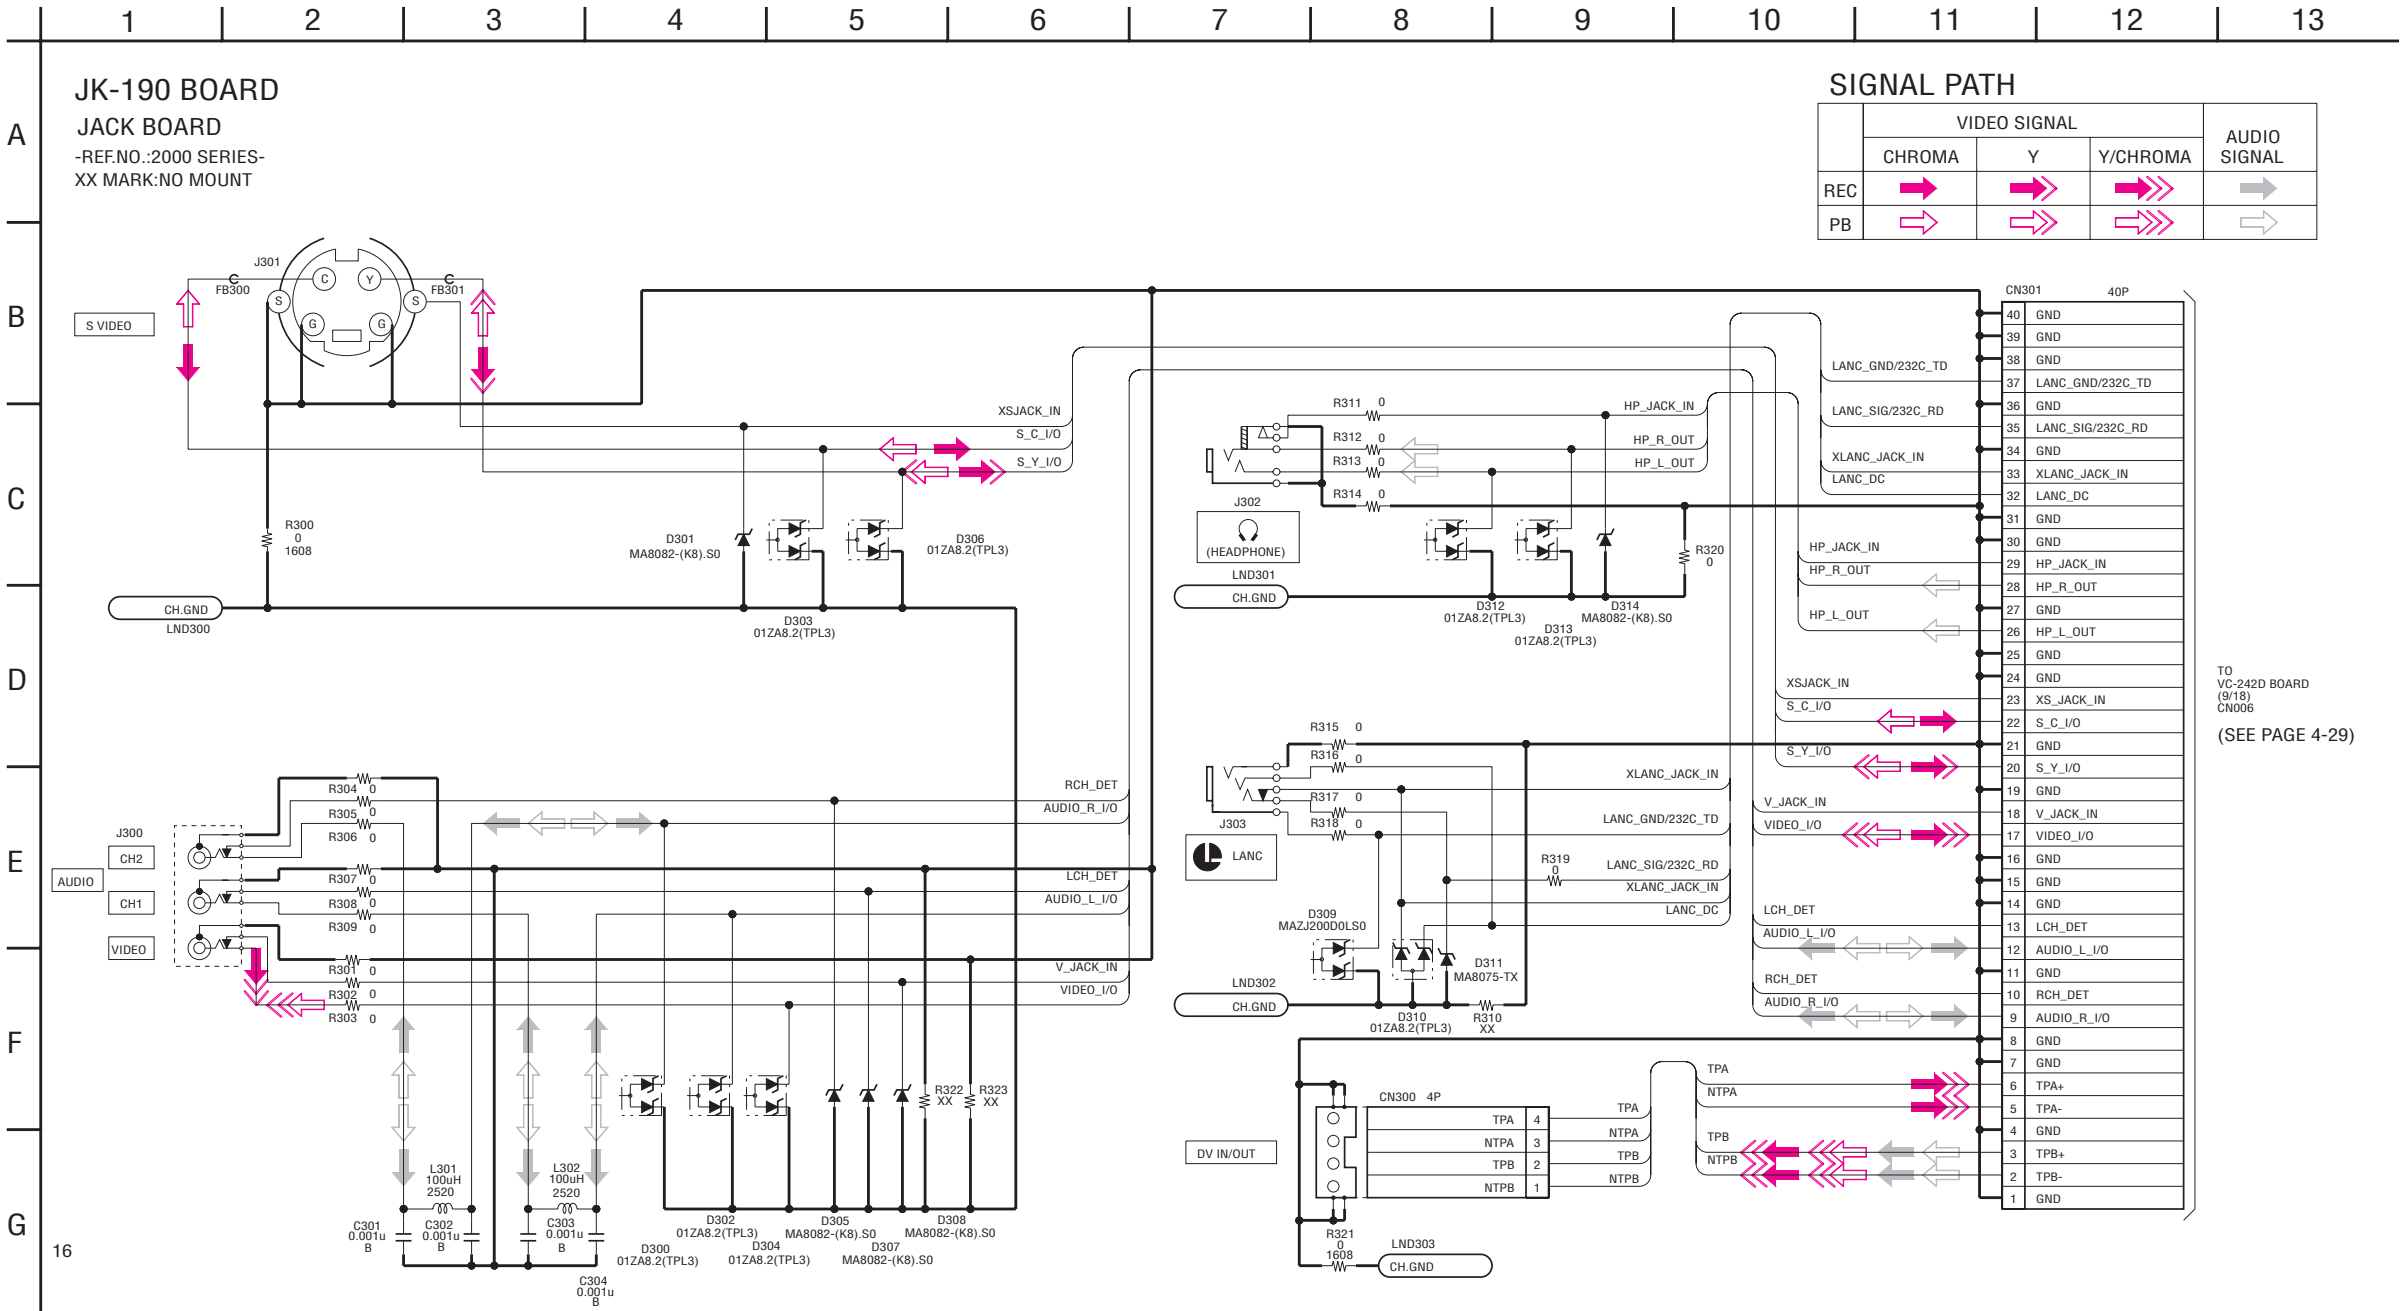 1 2 3 4 5 6 7 8 9 10 11 12 13
A
B
C
D
E
F
G
JK-190 BOARD
JACK BOARD
-REF.NO.:2000 SERIES-
XX MARK:NO MOUNT
SIGNAL PATH
VIDEO SIGNAL
AUDIO
SIGNAL
CHROMA Y Y/CHROMA
REC
PB
J301
FB300
C
Y
S
S
G
G
FB301
S VIDEO
XSJACK_IN
S_C_I/O
S_Y_I/O
R300
0
1608
D301
MA8082-(K8).S0
D306
01ZA8.2(TPL3)
D303
01ZA8.2(TPL3)
CH.GND
LND300
R311 0
R312 0
R313 0
R314 0
HP_JACK_IN
HP_R_OUT
HP_L_OUT
J302
(HEADPHONE)
LND301
CH.GND
D312
01ZA8.2(TPL3)
D313
01ZA8.2(TPL3)
D314
MA8082-(K8).S0
R320
0
LANC_GND/232C_TD
LANC_SIG/232C_RD
XLANC_JACK_IN
LANC_DC
HP_JACK_IN
HP_R_OUT
HP_L_OUT
XSJACK_IN
S_C_I/O
S_Y_I/O
V_JACK_IN
VIDEO_I/O
LCH_DET
AUDIO_L_I/O
RCH_DET
AUDIO_R_I/O
TPA
NTPA
TPB
NTPB
CN301 40P
40 GND
39 GND
38 GND
37 LANC_GND/232C_TD
36 GND
35 LANC_SIG/232C_RD
34 GND
33 XLANC_JACK_IN
32 LANC_DC
31 GND
30 GND
29 HP_JACK_IN
28 HP_R_OUT
27 GND
26 HP_L_OUT
25 GND
24 GND
23 XS_JACK_IN
22 S_C_I/O
21 GND
20 S_Y_I/O
19 GND
18 V_JACK_IN
17 VIDEO_I/O
16 GND
15 GND
14 GND
13 LCH_DET
12 AUDIO_L_I/O
11 GND
10 RCH_DET
9 AUDIO_R_I/O
8 GND
7 GND
6 TPA+
5 TPA-
4 GND
3 TPB+
2 TPB-
1 GND
TO
VC-242D BOARD
(9/18)
CN006
(SEE PAGE 4-29)
J300
CH2
AUDIO
CH1
VIDEO
R304 0
R305 0
R306 0
R307 0
R308 0
R309 0
R301 0
R302 0
R303 0
RCH_DET
AUDIO_R_I/O
LCH_DET
AUDIO_L_I/O
V_JACK_IN
VIDEO_I/O
L301
100uH
2520
L302
100uH
2520
C301
0.001u
B
C302
0.001u
B
C303
0.001u
B
C304
0.001u
B
R322
XX
R323
XX
D300
01ZA8.2(TPL3)
D302
01ZA8.2(TPL3)
D304
01ZA8.2(TPL3)
D305
MA8082-(K8).S0
D307
MA8082-(K8).S0
D308
MA8082-(K8).S0
R315 0
R316 0
R317 0
R318 0
J303
LANC
XLANC_JACK_IN
LANC_GND/232C_TD
R319
0
LANC_SIG/232C_RD
XLANC_JACK_IN
LANC_DC
D309
MAZJ200D0LS0
D311
MA8075-TX
LND302
CH.GND
D310
01ZA8.2(TPL3)
R310
XX
DV IN/OUT
CN300 4P
TPA 4
NTPA 3
TPB 2
NTPB 1
TPA
NTPA
TPB
NTPB
R321
0
1608
LND303
CH.GND
16